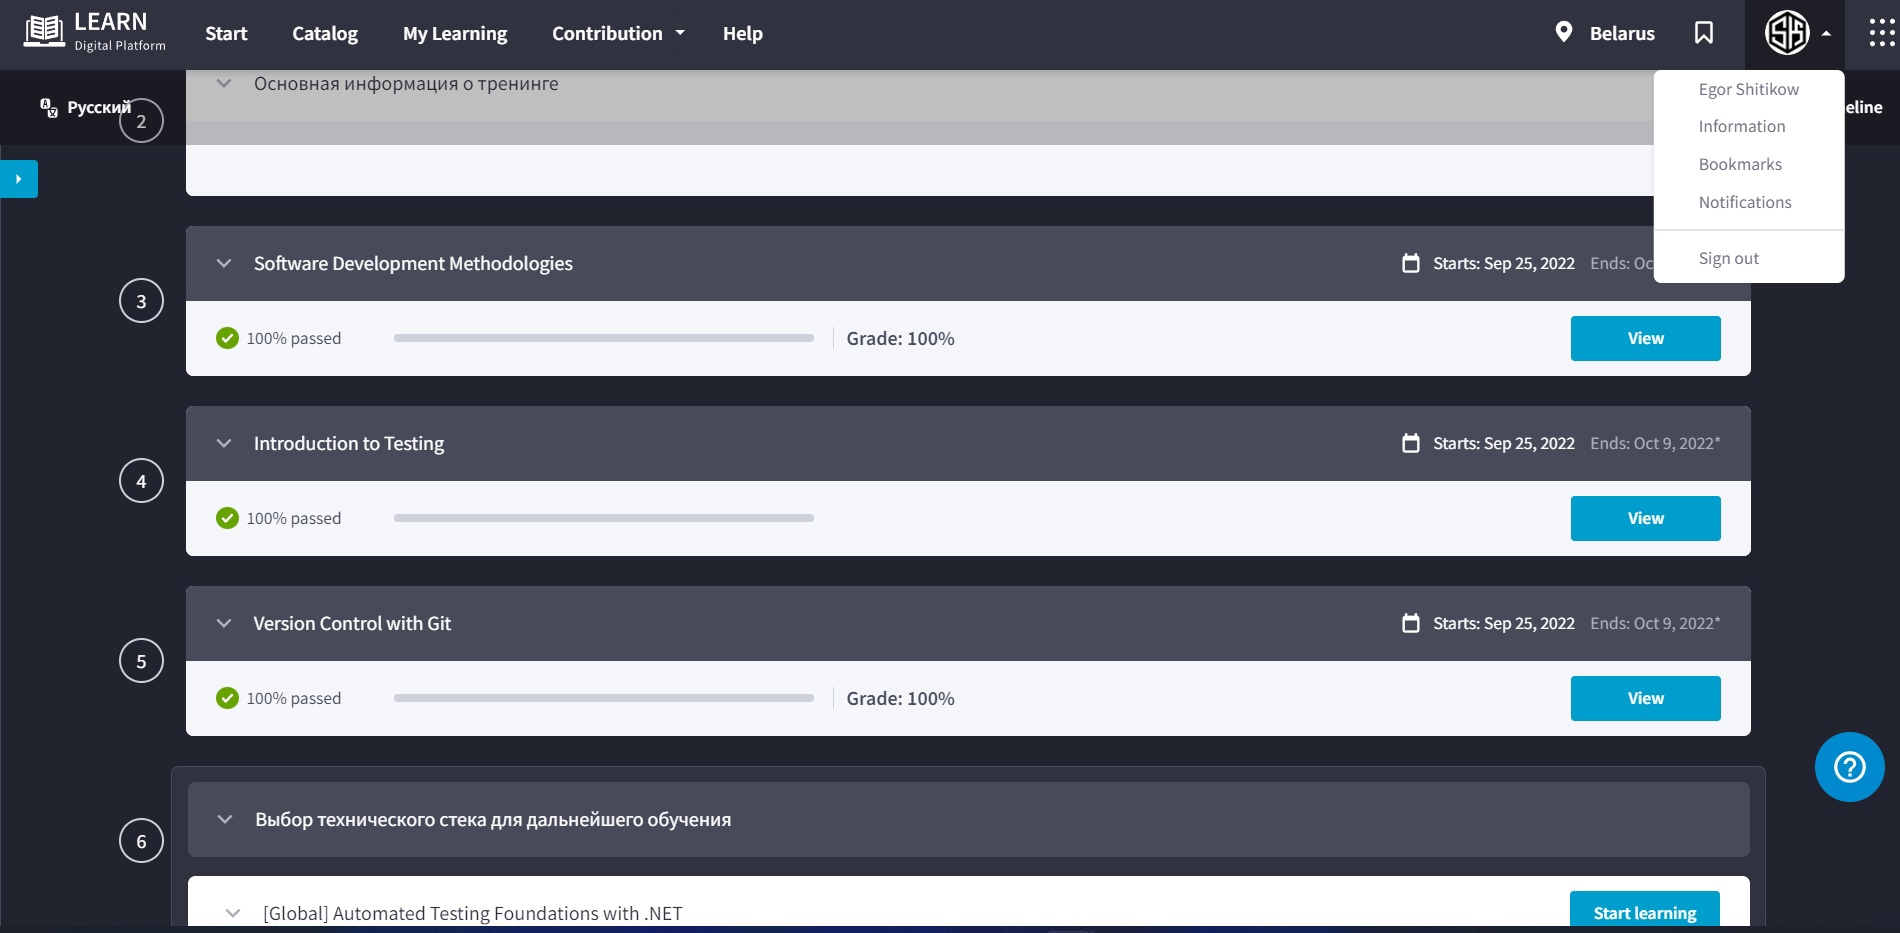 LEARN
Digital Platform
Start
Catalog
My Learning
Contribution
Help
Belarus
Русский
2
Основная информация о тренинге
eline
Egor Shitikow
Information
Bookmarks
Notifications
Sign out
3
Software Development Methodologies
Starts: Sep 25, 2022
Ends: Oc
100% passed
Grade: 100%
View
4
Introduction to Testing
Starts: Sep 25, 2022
Ends: Oct 9, 2022*
100% passed
View
5
Version Control with Git
Starts: Sep 25, 2022
Ends: Oct 9, 2022*
100% passed
Grade: 100%
View
6
Выбор технического стека для дальнейшего обучения
[Global] Automated Testing Foundations with .NET
Start learning